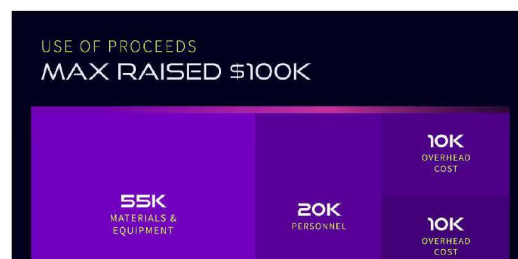 USE OF PROCEEDS
MAX RAISED $100K
55K
MATERIALS &
EQUIPMENT
20K
PERSONNEL
10K
OVERHEAD
COST
10K
OVERHEAD
COST